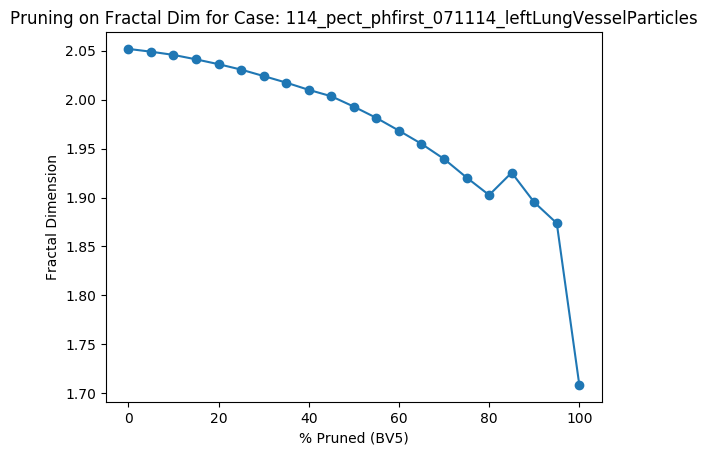 Pruning on Fractal Dim for Case: 114_pect_phfirst_071114_leftLungVesselParticles
Fractal Dimension
2.05
2.00
1.95
1.90
1.85
1.80
1.75
1.70
0 20 40 60 80 100
% Pruned (BV5)